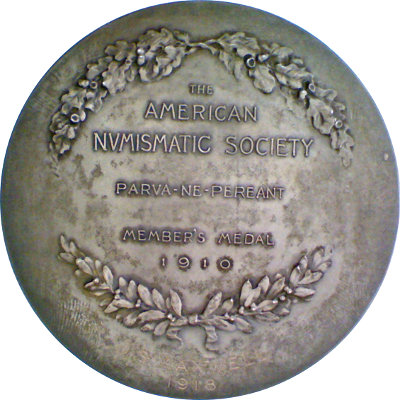 THE
AMERICAN
NVMISMATIC SOCIETY
PARVA·NE·PEREANT
MEMBER'S MEDAL
1910
1918